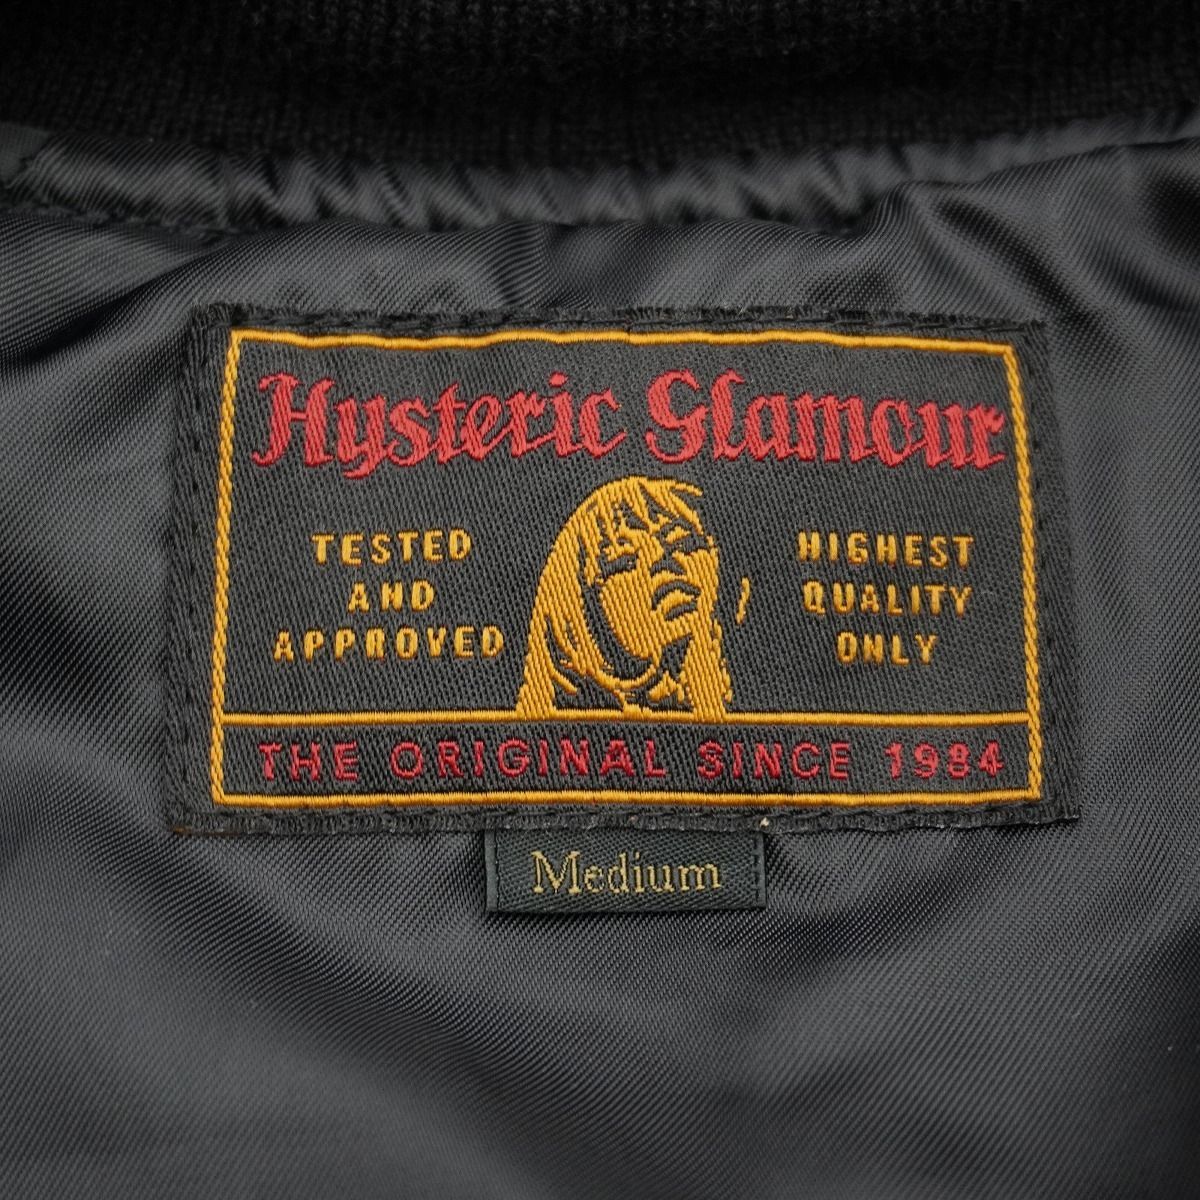 Hysteric Glamour
TESTED
AND
APPROVED
HIGHEST
QUALITY
ONLY
THE ORIGINAL SINCE 1984
Medium